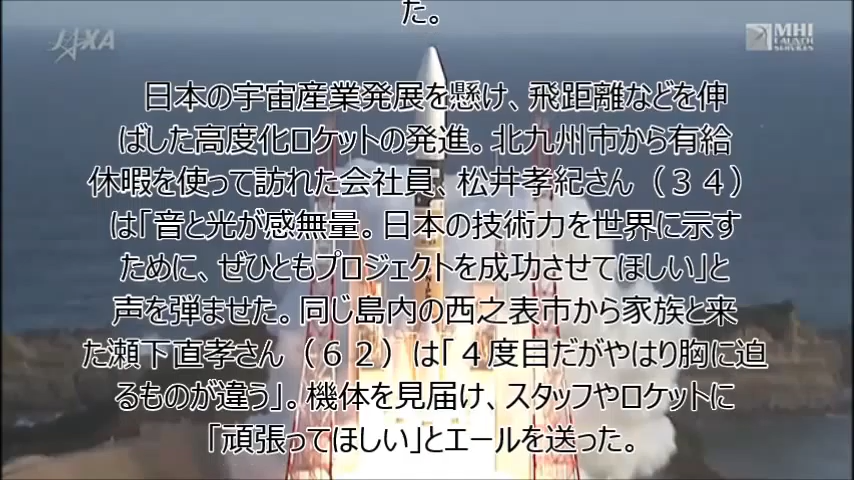 た。
JAXA
MHI
LAUNCH
SERVICES
日本の宇宙産業発展を懸け、飛距離などを伸
ばした高度化ロケットの発進。北九州市から有給
休暇を使って訪れた会社員、松井孝紀さん（３４）
は「音と光が感無量。日本の技術力を世界に示す
ために、ぜひともプロジェクトを成功させてほしい」と
声を弾ませた。同じ島内の西之表市から家族と来
た瀬下直孝さん（６２）は「４度目だがやはり胸に迫
るものが違う」。機体を見届け、スタッフやロケットに
「頑張ってほしい」とエールを送った。